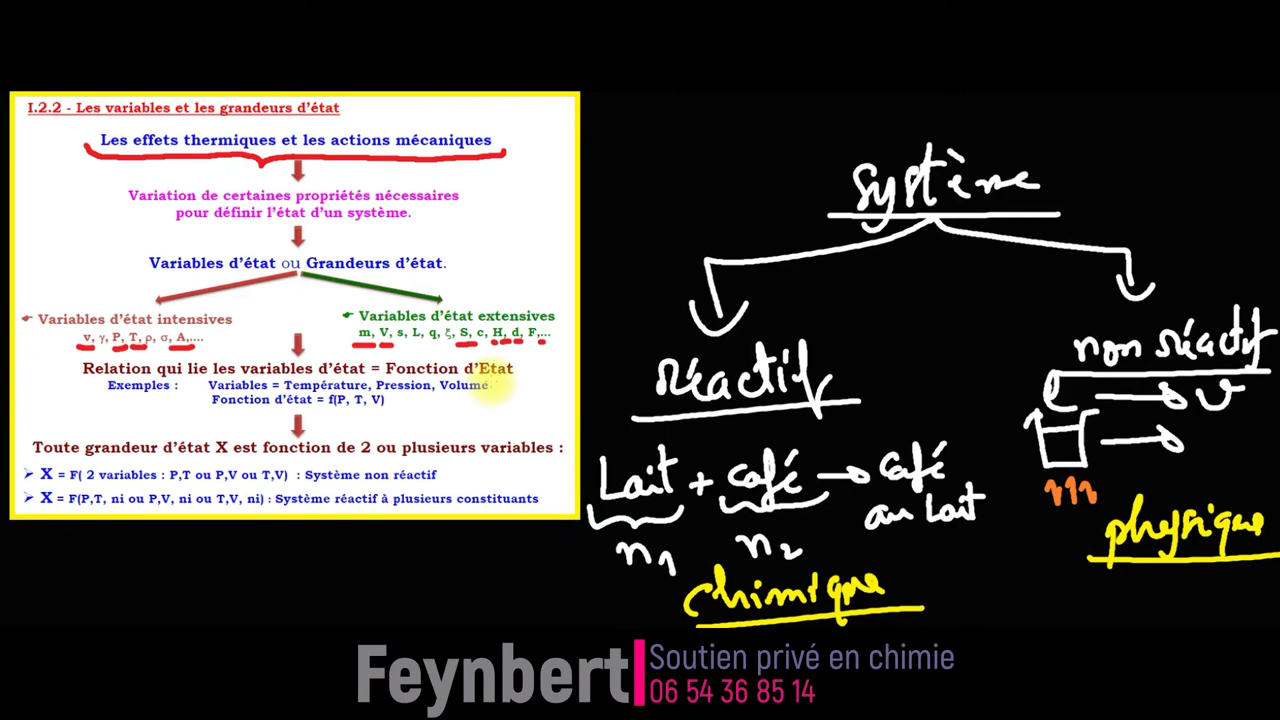 I.2.2 - Les variables et les grandeurs d'état
Les effets thermiques et les actions mécaniques
Variation de certaines propriétés nécessaires
pour définir l'état d'un système.
Variables d'état ou Grandeurs d'état.
Variables d'état intensives
v, γ, P, T, ρ, σ, A,....
Variables d'état extensives
m, V, s, L, q, ξ, S, c, H, d, F,...
Relation qui lie les variables d'état = Fonction d'Etat
Exemples : Variables = Température, Pression, Volume
Fonction d'état = f(P, T, V)
Toute grandeur d'état X est fonction de 2 ou plusieurs variables :
➢ X = F( 2 variables : P,T ou P,V ou T,V) : Système non réactif
➢ X = F(P,T, ni ou P,V, ni ou T,V, ni) : Système réactif à plusieurs constituants
système
réactif
non réactif
l → v
Lait + café → café
au lait
n1 n2
chimique
physique
Feynbert
Soutien privé en chimie
06 54 36 85 14